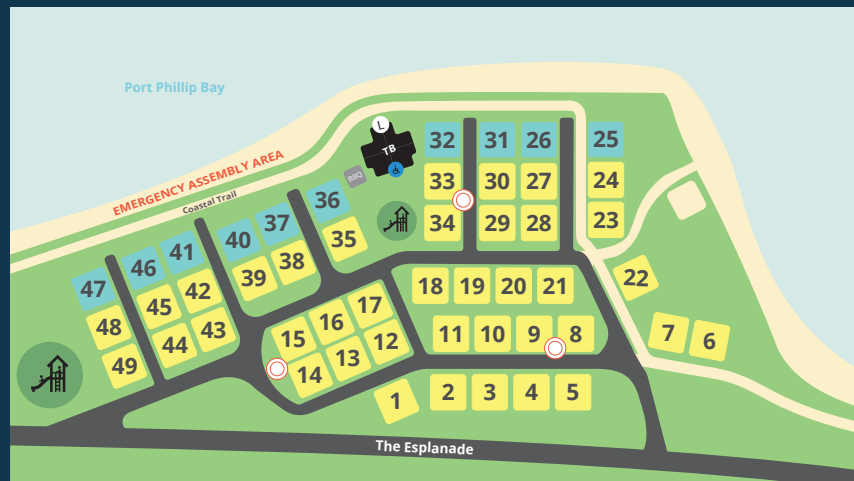 Port Phillip Bay
EMERGENCY ASSEMBLY AREA
Coastal Trail
L
TB
BBQ
32 31 26 25
33 30 27 24
34 29 28 23
36
35
37
38
40
39
41
42
43
46
45
44
47
48
49
22
18 19 20 21
17
16
15
12
13
14
11 10 9 8
7 6
1
2 3 4 5
The Esplanade